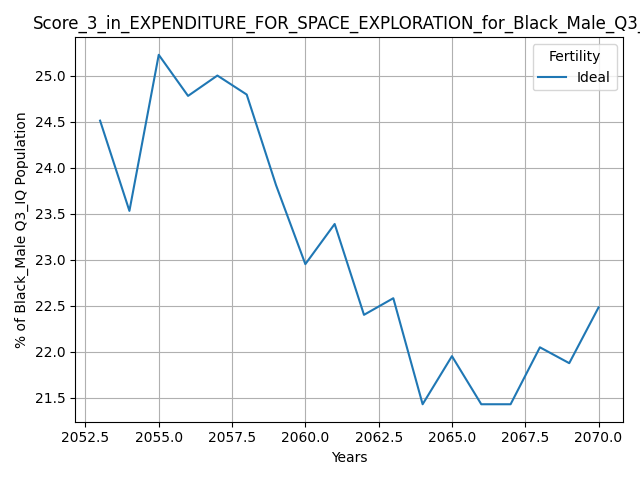 Score_3_in_EXPENDITURE_FOR_SPACE_EXPLORATION_for_Black_Male_Q3_
Fertility
Ideal
% of Black_Male Q3_IQ Population
25.0
24.5
24.0
23.5
23.0
22.5
22.0
21.5
2052.5 2055.0 2057.5 2060.0 2062.5 2065.0 2067.5 2070.0
Years